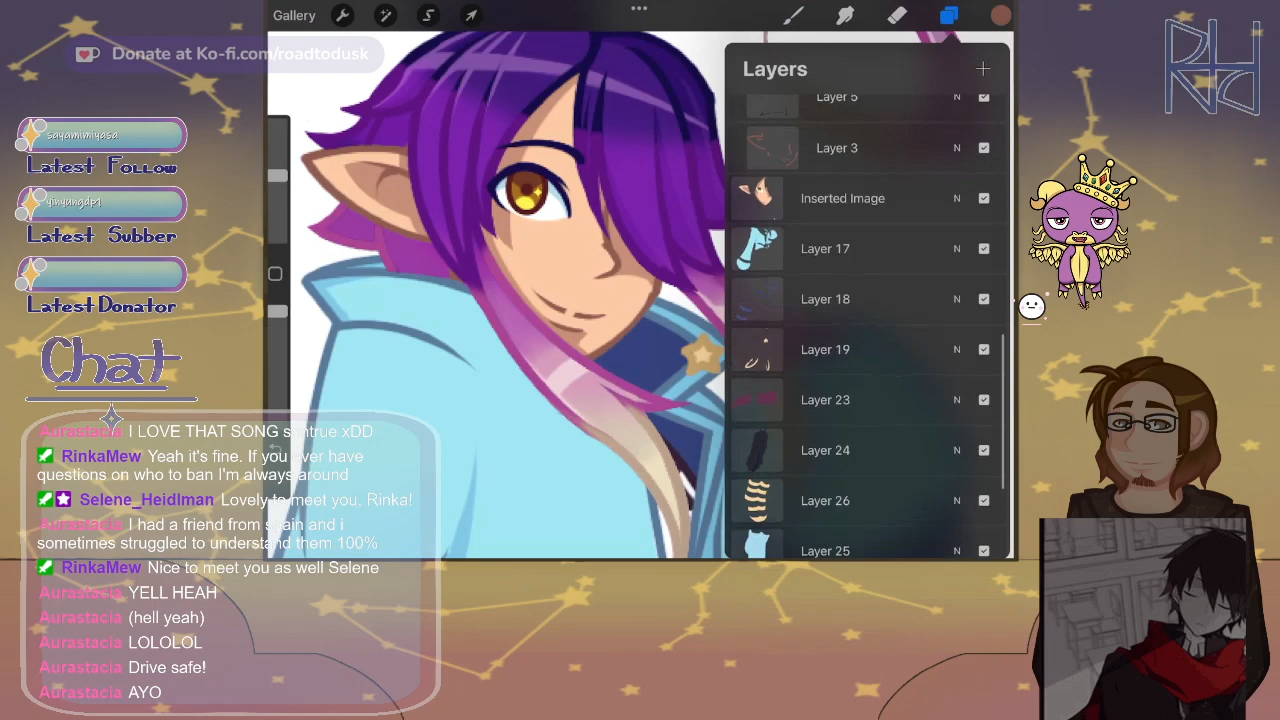 Gallery
Donate at Ko-fi.com/roadtodusk
sayamimiyasa
Latest Follow
yinyangdp1
Latest Subber
Latest Donator
Chat
Aurastacia I LOVE THAT SONG
xDD
RinkaMew Yeah it's fine. If you ever have
questions on who to ban I'm always around
Selene_Heidlman Lovely to meet you. Rinka!
Aurastacia I had a friend from spain and i
sometimes struggled to understand them 100%
RinkaMew Nice to meet you as well Selene
Aurastacia YELL HEAH
Aurastacia (hell yeah)
Aurastacia LOLOLOL
Aurastacia Drive safe!
Aurastacia AYO
Layers
Layer 5 N
Layer 3 N
Inserted Image N
Layer 17 N
Layer 18 N
Layer 19 N
Layer 23 N
Layer 24 N
Layer 26 N
Layer 25 N